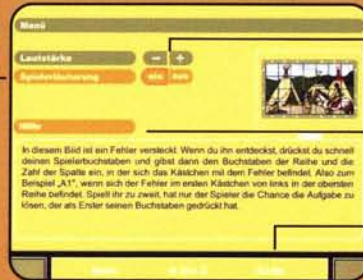 Menü
Lautstärke
− +
Spielerläuterung
ein aus
Hilfe
In diesem Bild ist ein Fehler versteckt. Wenn du ihn entdeckst, drückst du schnell
deinen Spielerbuchstaben und gibst dann den Buchstaben der Reihe und die
Zahl der Spalte ein, in der sich das Kästchen mit dem Fehler befindet. Also zum
Beispiel „A1“, wenn sich der Fehler im ersten Kästchen von links in der obersten
Reihe befindet. Spielt ihr zu zweit, hat nur der Spieler die Chance die Aufgabe zu
lösen, der als Erster seinen Buchstaben gedrückt hat.